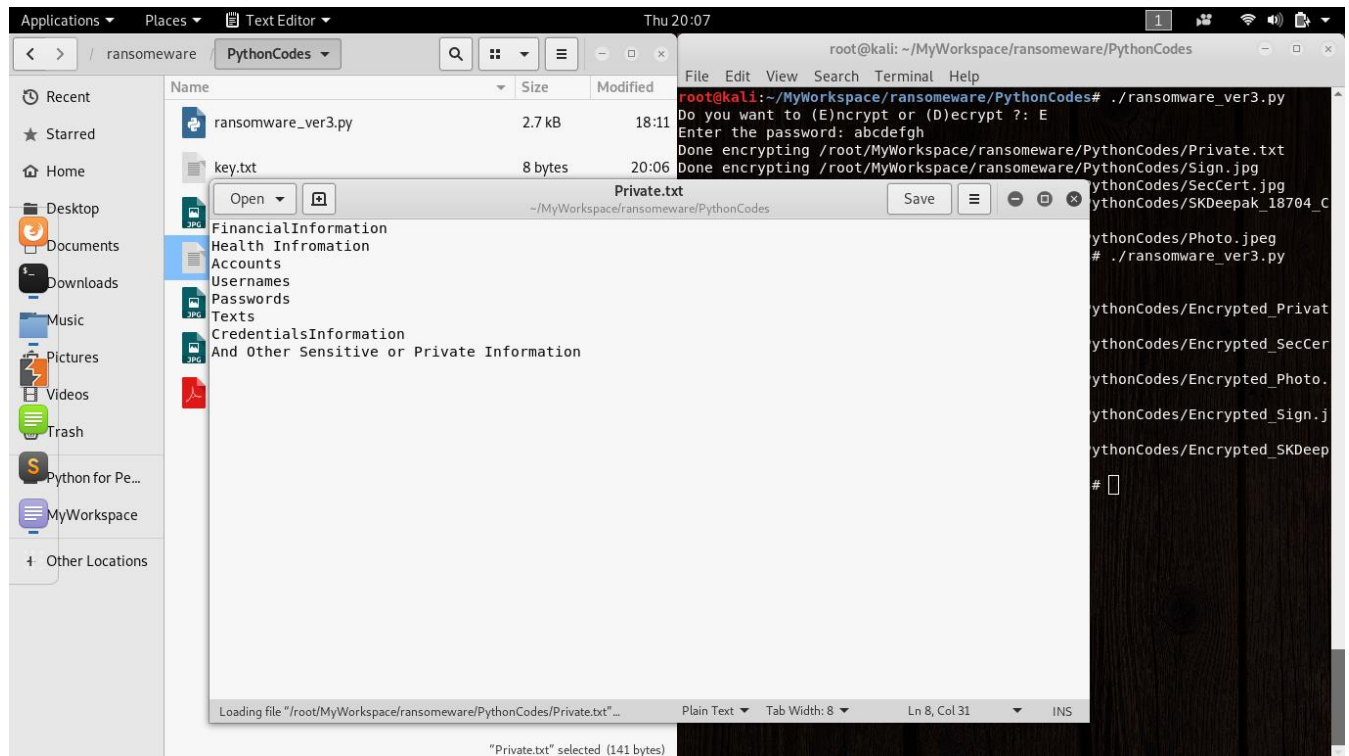 Applications Places Text Editor Thu 20:07 1
ransomeware / PythonCodes
Name Size Modified
Recent
Starred
Home
Desktop
Documents
Downloads
Music
Pictures
Videos
Trash
Python for Pe...
MyWorkspace
+ Other Locations
ransomware_ver3.py 2.7 kB 18:11
key.txt 8 bytes 20:06
JPG
JPG
JPG
Open Private.txt Save
~/MyWorkspace/ransomeware/PythonCodes
FinancialInformation
Health Infromation
Accounts
Usernames
Passwords
Texts
CredentialsInformation
And Other Sensitive or Private Information
Loading file "/root/MyWorkspace/ransomeware/PythonCodes/Private.txt"... Plain Text Tab Width: 8 Ln 8, Col 31 INS
"Private.txt" selected (141 bytes)
root@kali: ~/MyWorkspace/ransomeware/PythonCodes
File Edit View Search Terminal Help
root@kali:~/MyWorkspace/ransomeware/PythonCodes# ./ransomware_ver3.py
Do you want to (E)ncrypt or (D)ecrypt ?: E
Enter the password: abcdefgh
Done encrypting /root/MyWorkspace/ransomeware/PythonCodes/Private.txt
Done encrypting /root/MyWorkspace/ransomeware/PythonCodes/Sign.jpg
ythonCodes/SecCert.jpg
ythonCodes/SKDeepak_18704_C
ythonCodes/Photo.jpeg
# ./ransomware_ver3.py
ythonCodes/Encrypted_Privat
ythonCodes/Encrypted_SecCer
ythonCodes/Encrypted_Photo.
ythonCodes/Encrypted_Sign.j
ythonCodes/Encrypted_SKDeep
#